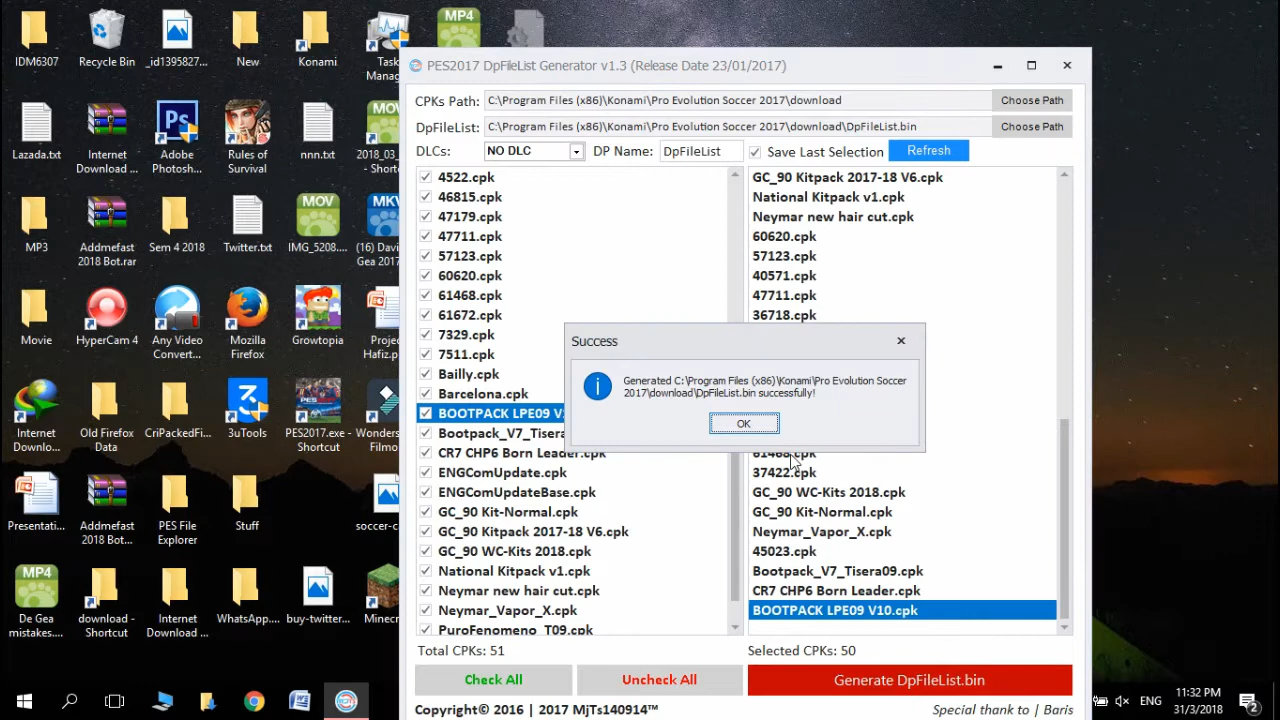 IDM6307
Recycle Bin
_id1395827...
New
Konami
Task
Manag...
MP4
Lazada.txt
Internet
Download ...
Ps
Adobe
Photosh...
Rules of
Survival
nnn.txt
MOV
2018_03_
- Shortc
MP3
Addmefast
2018 Bot.rar
Sem 4 2018
Twitter.txt
MOV
IMG_5208....
MKV
(16) Davi
Gea 2017
Movie
HyperCam 4
Any Video
Convert...
Mozilla
Firefox
Growtopia
Project
Hafiz.p
Internet
Downlo...
Old Firefox
Data
CriPackedFi...
3uTools
PES2017.exe -
Shortcut
Wonders
Filmo
Presentati...
Addmefast
2018 Bot...
PES File
Explorer
Stuff
soccer-c
MP4
De Gea
mistakes....
download -
Shortcut
Internet
Download ...
WhatsApp....
buy-twitter...
Minecr
PES2017 DpFileList Generator v1.3 (Release Date 23/01/2017)
CPKs Path: C:\Program Files (x86)\Konami\Pro Evolution Soccer 2017\download Choose Path
DpFileList: C:\Program Files (x86)\Konami\Pro Evolution Soccer 2017\download\DpFileList.bin Choose Path
DLCs: NO DLC DP Name: DpFileList Save Last Selection Refresh
4522.cpk
46815.cpk
47179.cpk
47711.cpk
57123.cpk
60620.cpk
61468.cpk
61672.cpk
7329.cpk
7511.cpk
Bailly.cpk
Barcelona.cpk
BOOTPACK LPE09 V
Bootpack_V7_Tisera
CR7 CHP6 Born Leader.cpk
ENGComUpdate.cpk
ENGComUpdateBase.cpk
GC_90 Kit-Normal.cpk
GC_90 Kitpack 2017-18 V6.cpk
GC_90 WC-Kits 2018.cpk
National Kitpack v1.cpk
Neymar new hair cut.cpk
Neymar_Vapor_X.cpk
PuroFenomeno_T09.cpk
GC_90 Kitpack 2017-18 V6.cpk
National Kitpack v1.cpk
Neymar new hair cut.cpk
60620.cpk
57123.cpk
40571.cpk
47711.cpk
36718.cpk
61468.cpk
37422.cpk
GC_90 WC-Kits 2018.cpk
GC_90 Kit-Normal.cpk
Neymar_Vapor_X.cpk
45023.cpk
Bootpack_V7_Tisera09.cpk
CR7 CHP6 Born Leader.cpk
BOOTPACK LPE09 V10.cpk
Success
Generated C:\Program Files (x86)\Konami\Pro Evolution Soccer
2017\download\DpFileList.bin successfully!
OK
Total CPKs: 51
Selected CPKs: 50
Check All Uncheck All Generate DpFileList.bin
Copyright© 2016 | 2017 MjTs140914™ Special thank to | Baris
ENG
11:32 PM
31/3/2018
2